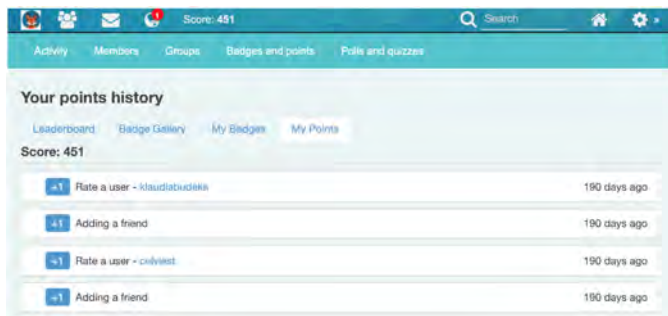 1
Score: 451
Search
Activity Members Groups Badges and points Polls and quizzes
Your points history
Leaderboard Badge Gallery My Badges My Points
Score: 451
+1 Rate a user - klaudiabudeka 190 days ago
+1 Adding a friend 190 days ago
+1 Rate a user - 190 days ago
+1 Adding a friend 190 days ago